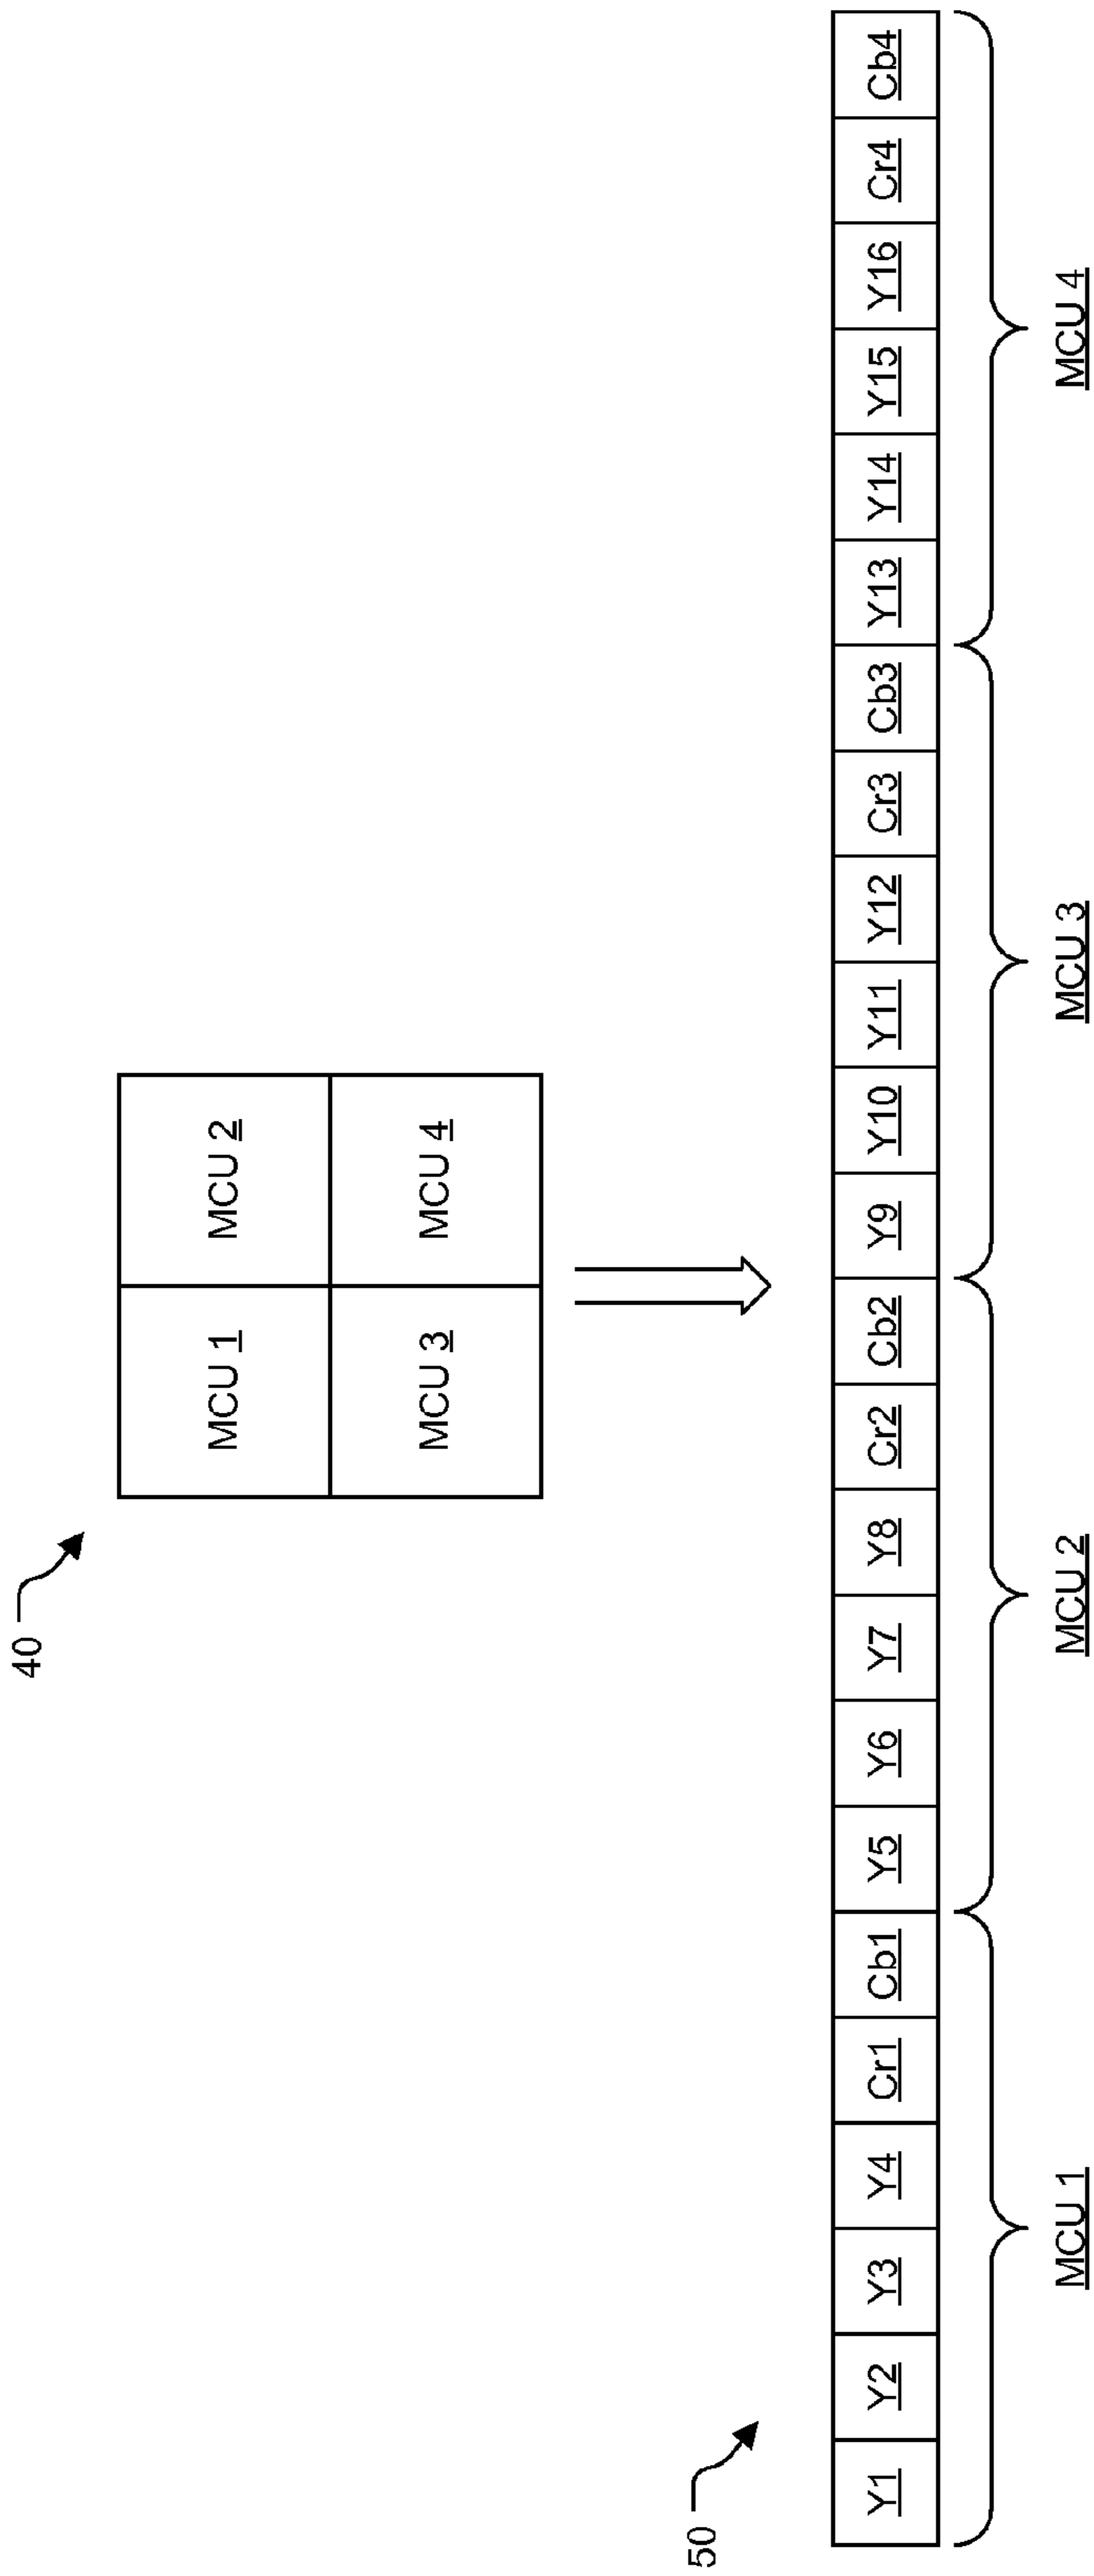 40
MCU 1 MCU 2
MCU 3 MCU 4
50
Y1 Y2 Y3 Y4 Cr1 Cb1 Y5 Y6 Y7 Y8 Cr2 Cb2 Y9 Y10 Y11 Y12 Cr3 Cb3 Y13 Y14 Y15 Y16 Cr4 Cb4
MCU 1 MCU 2 MCU 3 MCU 4